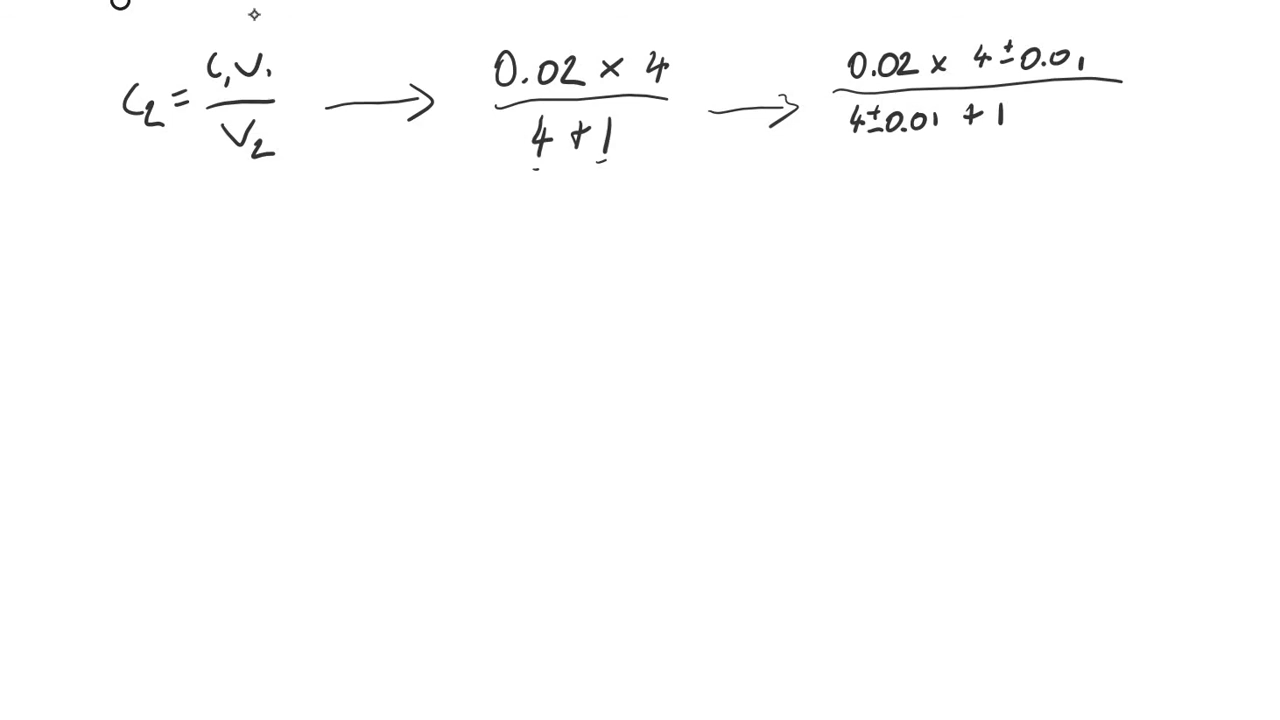 C₂ = C₁V₁ / V₂ → 0.02 × 4 / 4 + 1 → 0.02 × 4 ± 0.01 / 4 ± 0.01 + 1